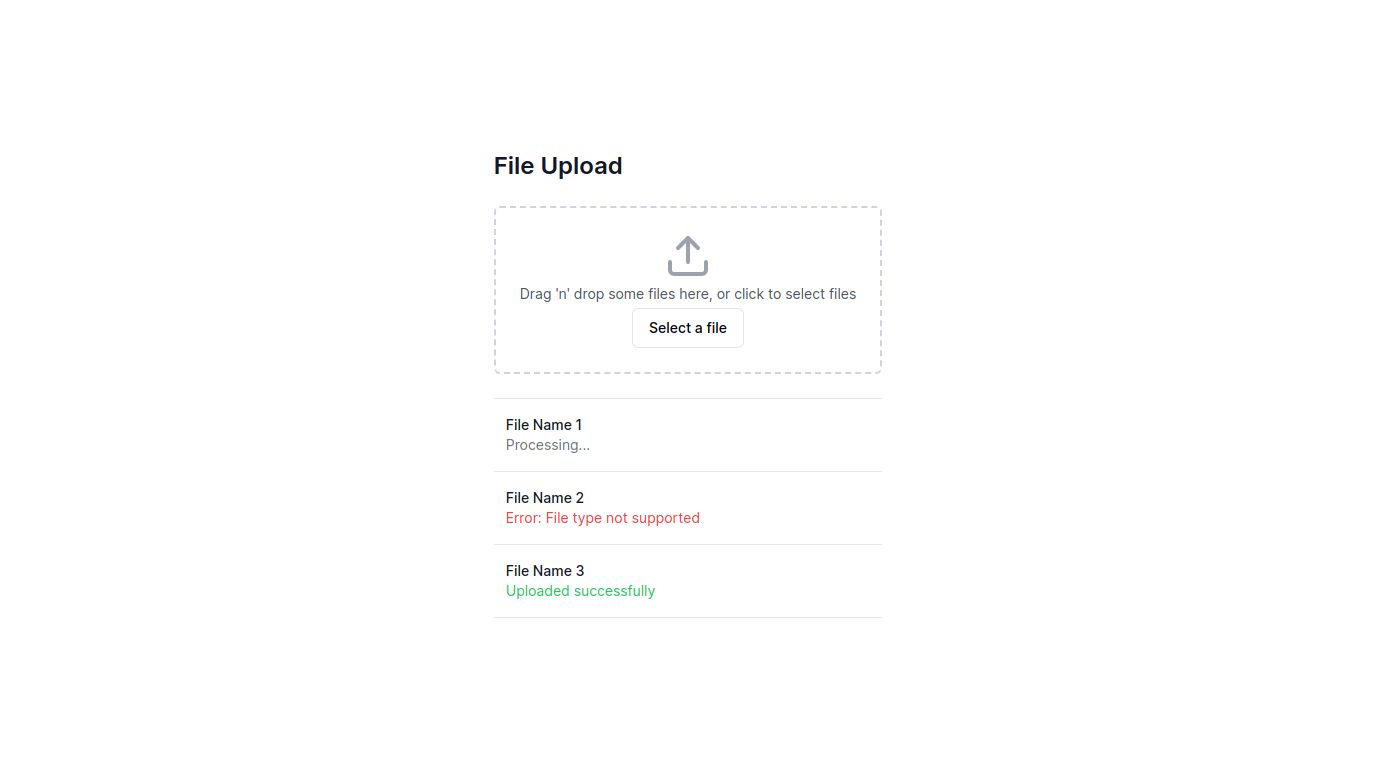 File Upload
Drag 'n' drop some files here, or click to select files
Select a file
File Name 1
Processing...
File Name 2
Error: File type not supported
File Name 3
Uploaded successfully